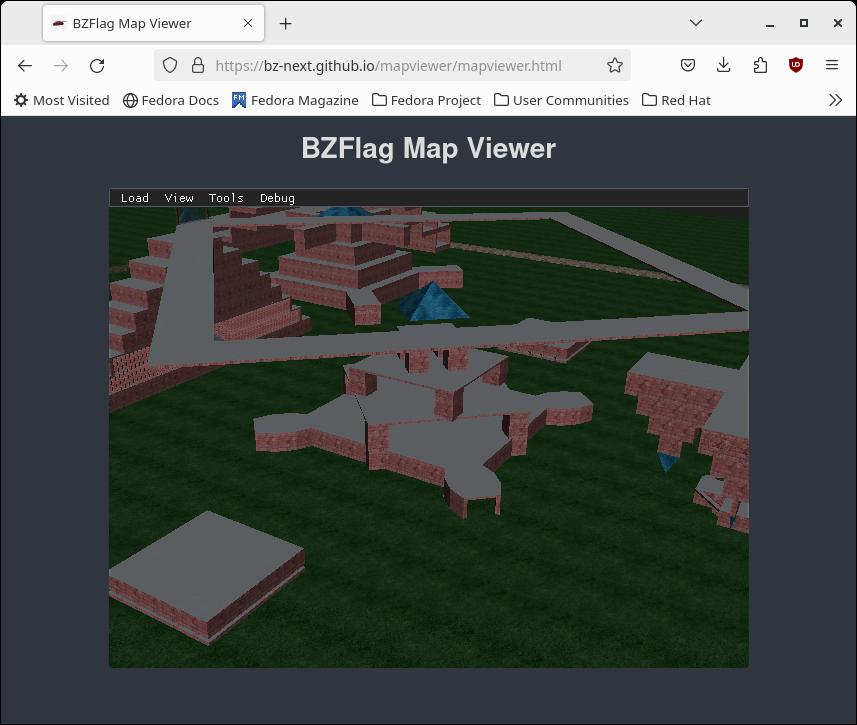 BZFlag Map Viewer
https://bz-next.github.io/mapviewer/mapviewer.html
Most Visited Fedora Docs Fedora Magazine Fedora Project User Communities Red Hat
BZFlag Map Viewer
Load View Tools Debug